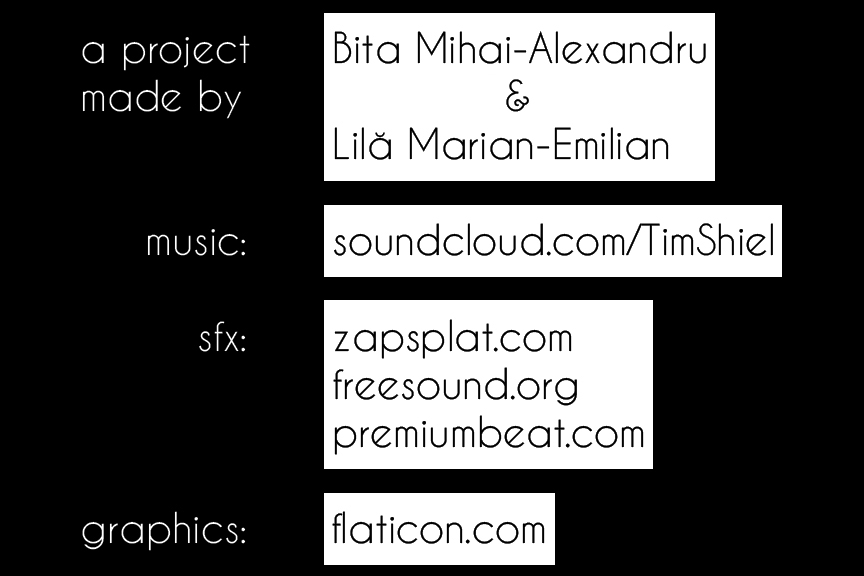 a project
made by
Bita Mihai-Alexandru
&
Lilă Marian-Emilian
music:
soundcloud.com/TimShiel
sfx:
zapsplat.com
freesound.org
premiumbeat.com
graphics:
flaticon.com